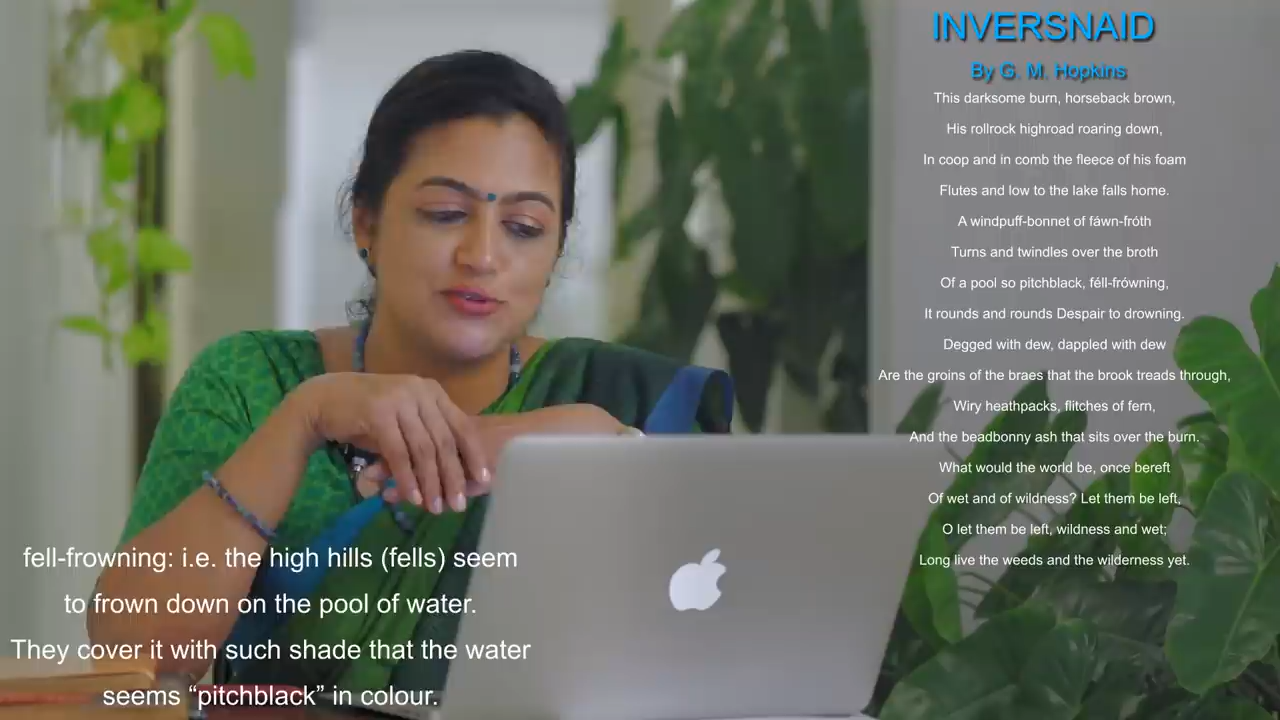 INVERSNAID
By G. M. Hopkins
This darksome burn, horseback brown,
His rollrock highroad roaring down,
In coop and in comb the fleece of his foam
Flutes and low to the lake falls home.
A windpuff-bonnet of fáwn-fróth
Turns and twindles over the broth
Of a pool so pitchblack, féll-frówning,
It rounds and rounds Despair to drowning.
Degged with dew, dappled with dew
Are the groins of the braes that the brook treads through,
Wiry heathpacks, flitches of fern,
And the beadbonny ash that sits over the burn.
What would the world be, once bereft
Of wet and of wildness? Let them be left,
O let them be left, wildness and wet;
Long live the weeds and the wilderness yet.
fell-frowning: i.e. the high hills (fells) seem
to frown down on the pool of water.
They cover it with such shade that the water
seems “pitchblack” in colour.